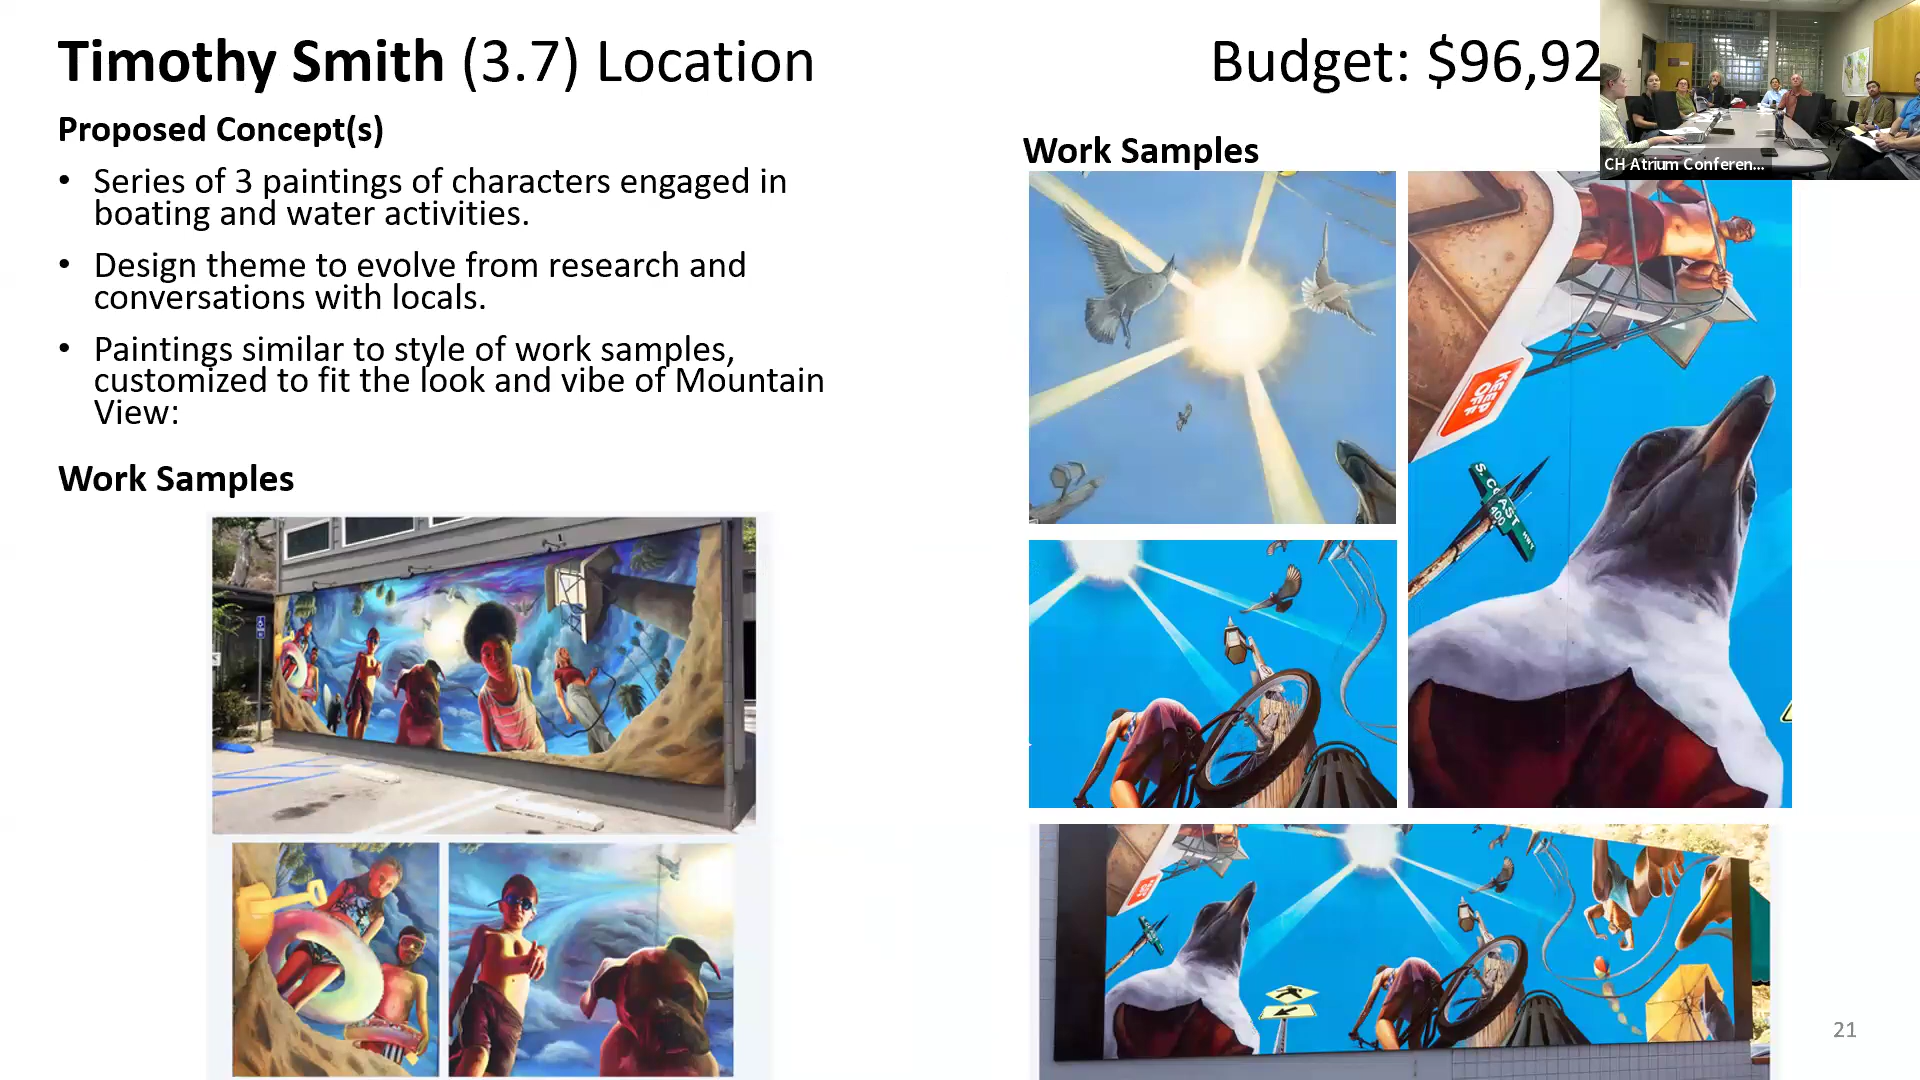 Timothy Smith (3.7) Location
Budget: $96,92
Proposed Concept(s)
• Series of 3 paintings of characters engaged in
boating and water activities.
• Design theme to evolve from research and
conversations with locals.
• Paintings similar to style of work samples,
customized to fit the look and vibe of Mountain
View:
Work Samples
Work Samples
CH Atrium Conferen...
KEEP
OFF
S. COAST
HWY
400
21